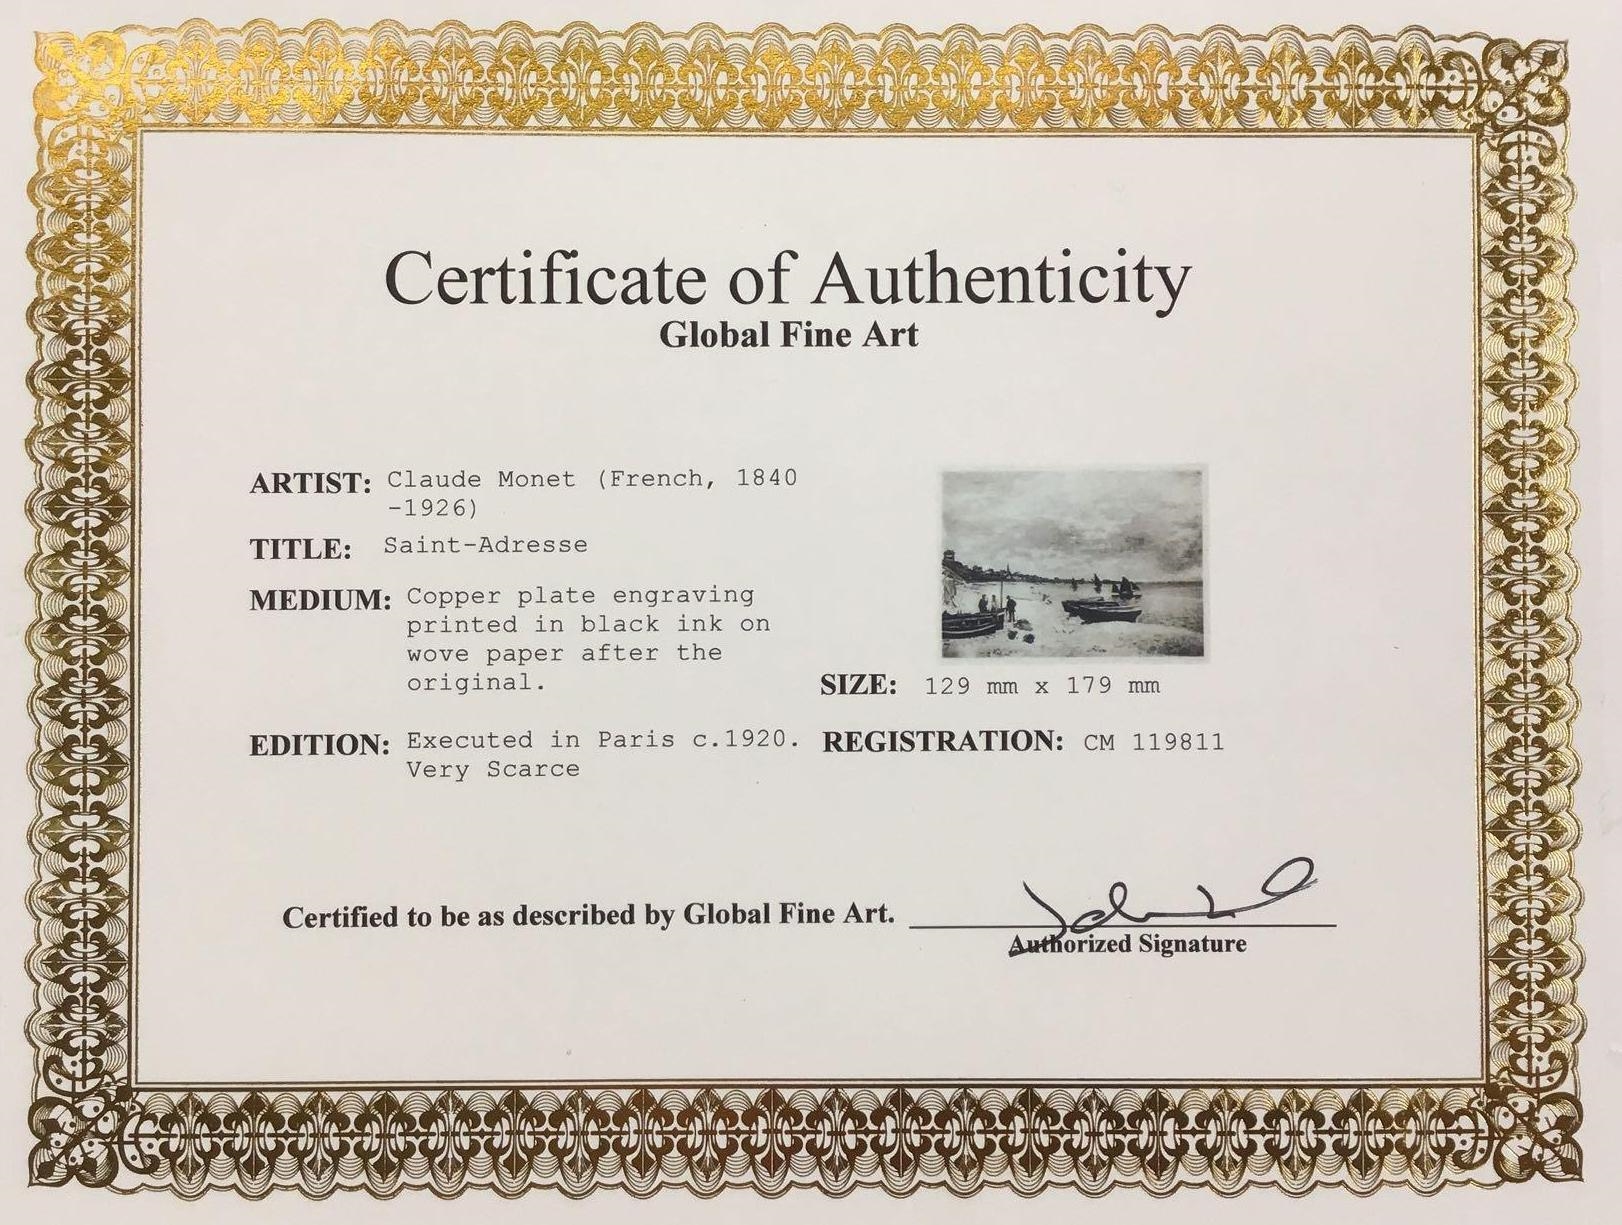 Certificate of Authenticity
Global Fine Art
ARTIST: Claude Monet (French, 1840
-1926)
TITLE: Saint-Adresse
MEDIUM: Copper plate engraving
printed in black ink on
wove paper after the
original.
SIZE: 129 mm x 179 mm
EDITION: Executed in Paris c.1920.
Very Scarce
REGISTRATION: CM 119811
Certified to be as described by Global Fine Art.
Authorized Signature